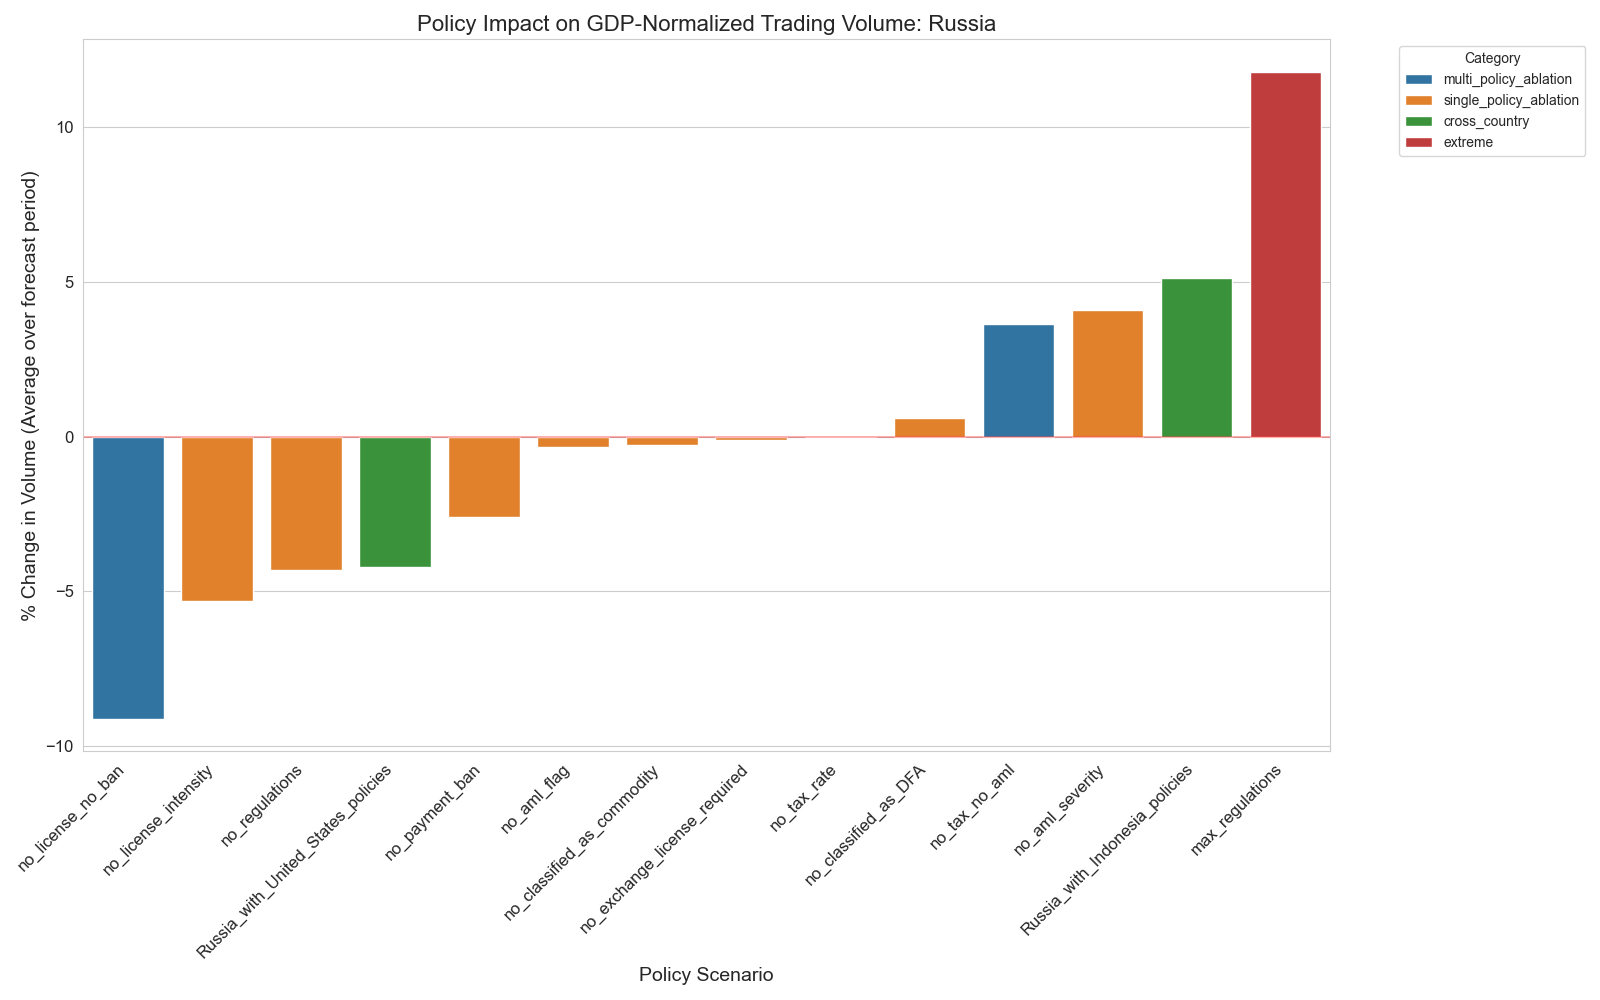 Policy Impact on GDP-Normalized Trading Volume: Russia
Category
multi_policy_ablation
single_policy_ablation
cross_country
extreme
% Change in Volume (Average over forecast period)
10
5
0
−5
−10
no_license_no_ban
no_license_intensity
no_regulations
Russia_with_United_States_policies
no_payment_ban
no_aml_flag
no_classified_as_commodity
no_exchange_license_required
no_tax_rate
no_classified_as_DFA
no_tax_no_aml
no_aml_severity
Russia_with_Indonesia_policies
max_regulations
Policy Scenario